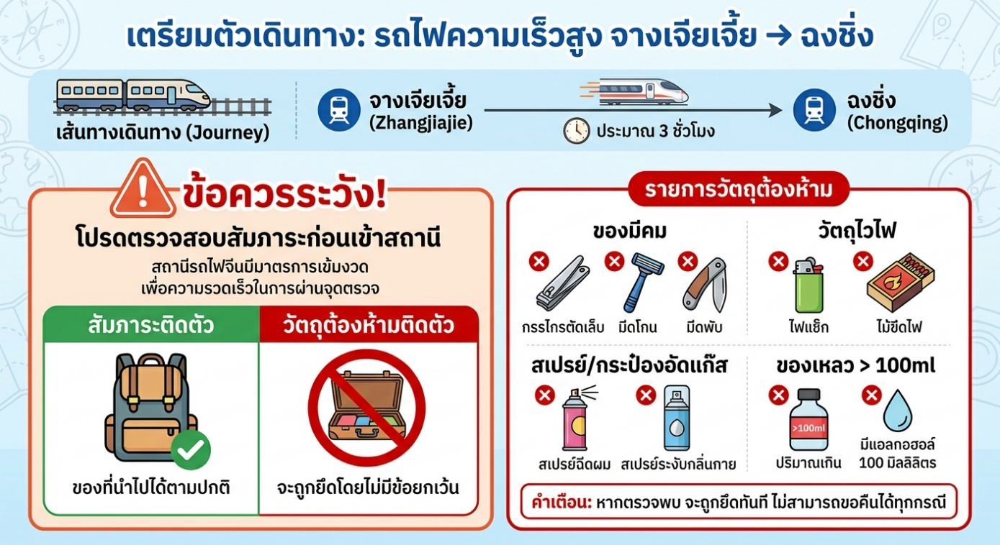 เตรียมตัวเดินทาง: รถไฟความเร็วสูง จางเจียเจี้ย → ฉงชิ่ง
เส้นทางเดินทาง (Journey)
จางเจียเจี้ย
(Zhangjiajie)
ประมาณ 3 ชั่วโมง
ฉงชิ่ง
(Chongqing)
ข้อควรระวัง!
โปรดตรวจสอบสัมภาระก่อนเข้าสถานี
สถานีรถไฟจีนมีมาตรการเข้มงวด
เพื่อความรวดเร็วในการผ่านจุดตรวจ
สัมภาระติดตัว
ของที่นำไปได้ตามปกติ
วัตถุต้องห้ามติดตัว
จะถูกยึดโดยไม่มีข้อยกเว้น
รายการวัตถุต้องห้าม
ของมีคม
กรรไกรตัดเล็บ
มีดโกน
มีดพับ
วัตถุไวไฟ
ไฟแช็ก
ไม้ขีดไฟ
สเปรย์/กระป๋องอัดแก๊ส
สเปรย์ฉีดผม
สเปรย์ระงับกลิ่นกาย
ของเหลว > 100ml
>100ml
ปริมาณเกิน
มีแอลกอฮอล์
100 มิลลิลิตร
คำเตือน: หากตรวจพบ จะถูกยึดทันที ไม่สามารถขอคืนได้ทุกกรณี